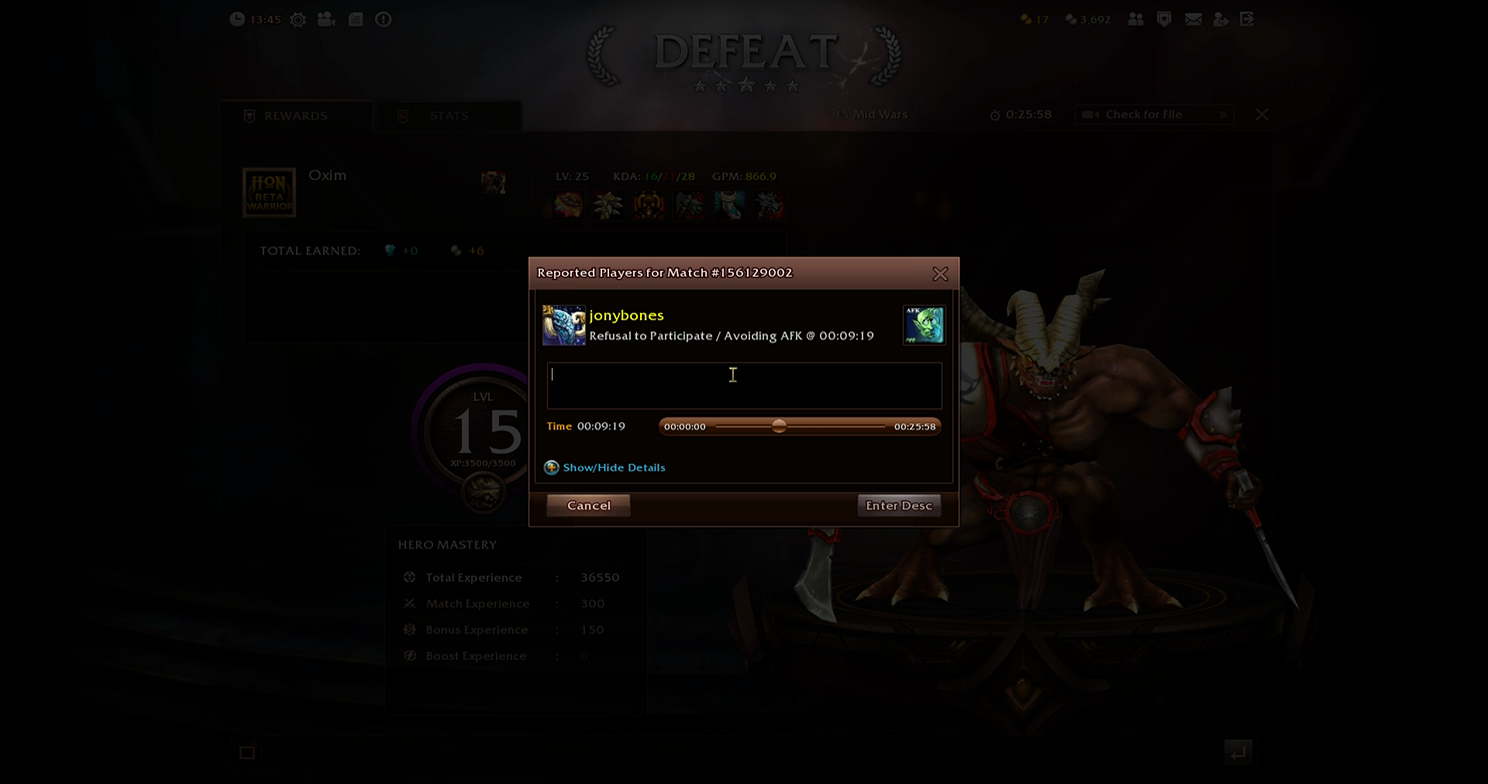 13:45
17
3,692
DEFEAT
REWARDS
STATS
Mid Wars
0:25:58
Check for File
HON
BETA
WARRIOR
Oxim
LV: 25 KDA: 16/ /28 GPM: 866.9
TOTAL EARNED: +0 +6
Reported Players for Match #156129002
jonybones
AFK
Refusal to Participate / Avoiding AFK @ 00:09:19
Time 00:09:19 00:00:00 00:25:58
Show/Hide Details
Cancel
Enter Desc
LVL
15
XP:3500/3500
HERO MASTERY
Total Experience : 36550
Match Experience : 300
Bonus Experience : 150
Boost Experience : 0